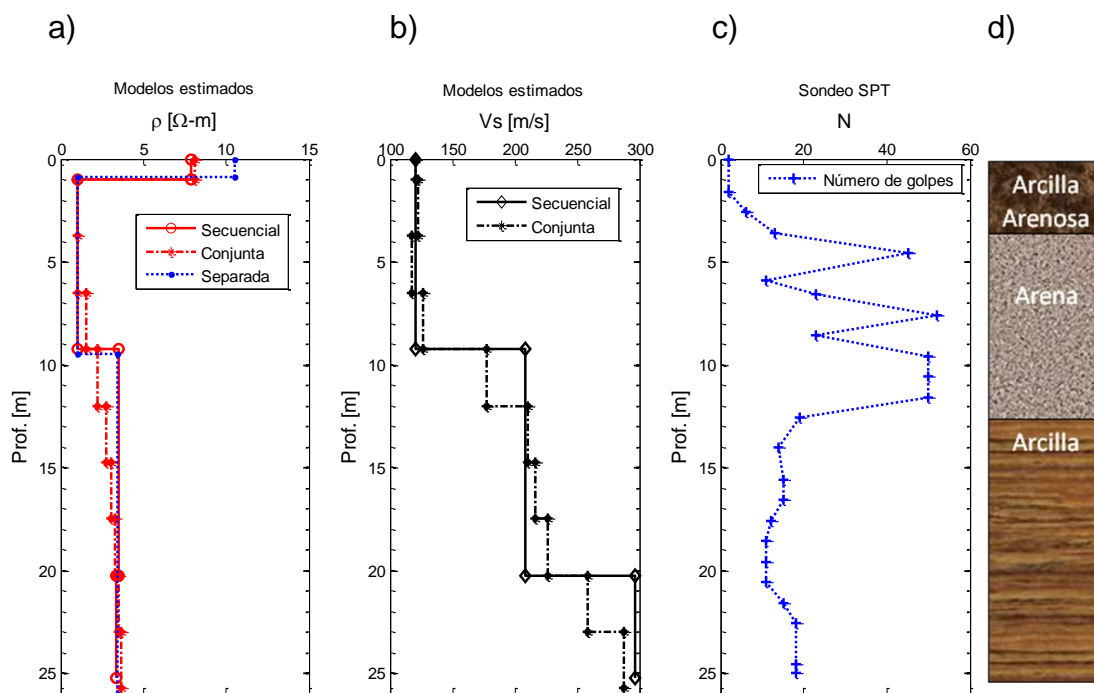 a)
b)
c)
d)
Modelos estimados
ρ [Ω-m]
0 5 10 15
0
5
10
15
20
25
Prof. [m]
Secuencial
Conjunta
Separada
Modelos estimados
Vs [m/s]
100 150 200 250 300
0
5
10
15
20
25
Prof. [m]
Secuencial
Conjunta
Sondeo SPT
N
0 20 40 60
0
5
10
15
20
25
Prof. [m]
Número de golpes
Arcilla
Arenosa
Arena
Arcilla